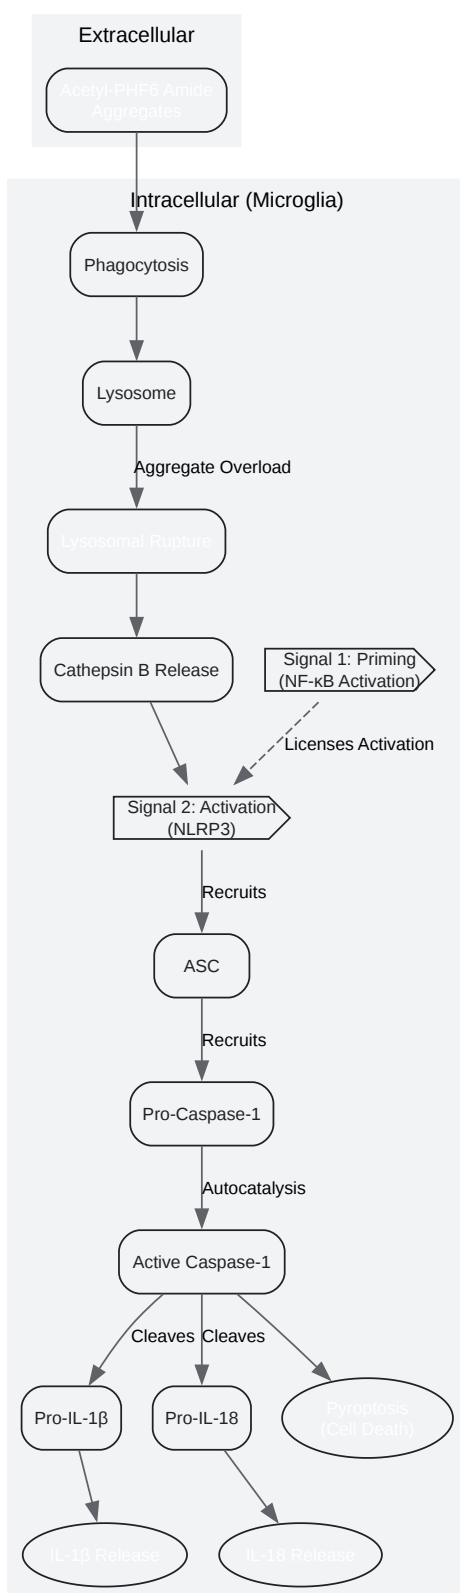 Extracellular
Acetyl-PHF6 Amide
Aggregates
Intracellular (Microglia)
Phagocytosis
Lysosome
Aggregate Overload
Lysosomal Rupture
Cathepsin B Release
Signal 1: Priming
(NF-κB Activation)
Licenses Activation
Signal 2: Activation
(NLRP3)
Recruits
ASC
Recruits
Pro-Caspase-1
Autocatalysis
Active Caspase-1
Cleaves
Cleaves
Pro-IL-1β
Pro-IL-18
Pyroptosis
(Cell Death)
IL-1β Release
IL-18 Release